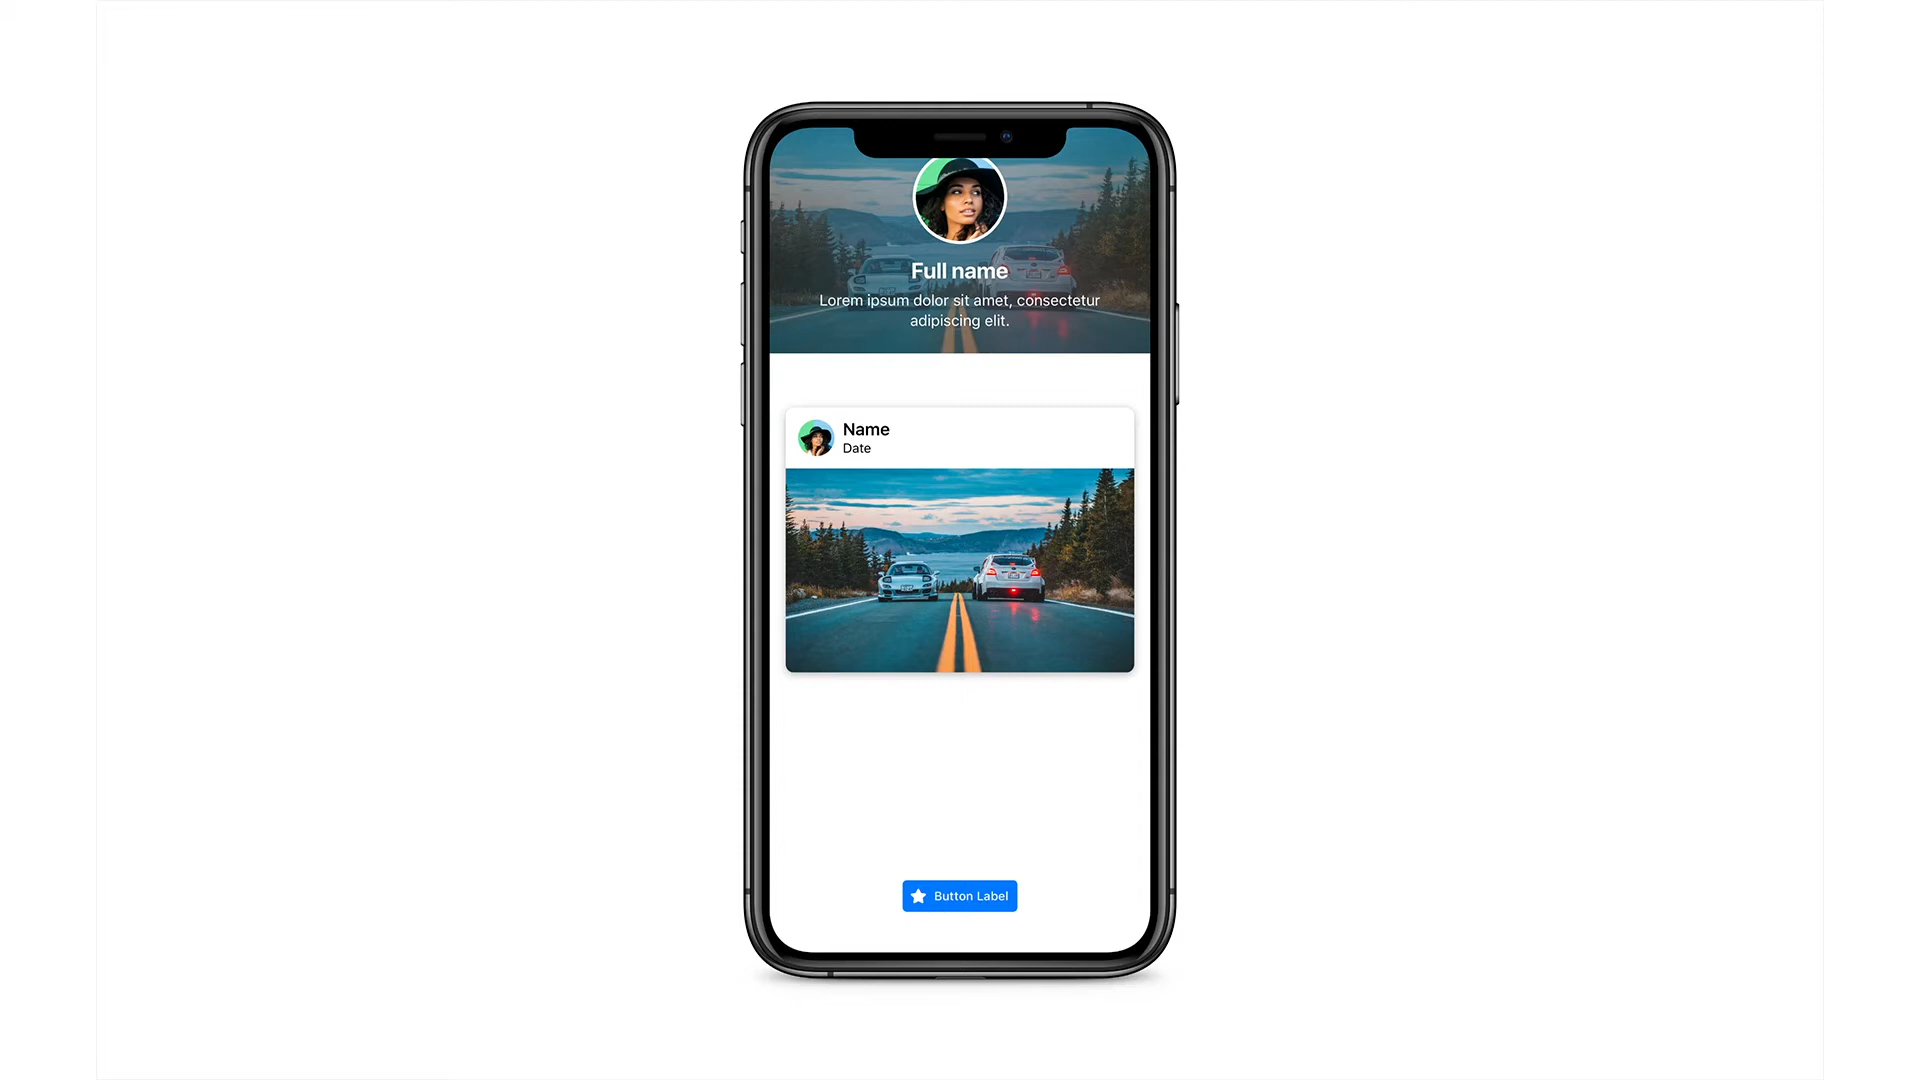 Full name
Lorem ipsum dolor sit amet, consectetur
adipiscing elit.
Name
Date
Button Label